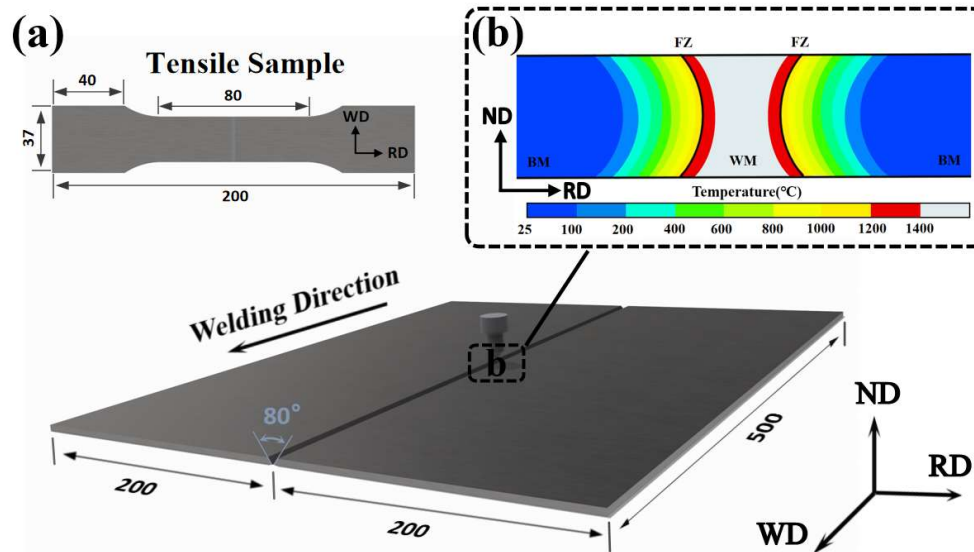 (a)
Tensile Sample
40
80
37
WD
RD
200
(b)
FZ
FZ
ND
BM
WM
BM
RD
Temperature(°C)
25
100
200
400
600
800
1000
1200
1400
Welding Direction
b
80°
200
200
500
ND
RD
WD